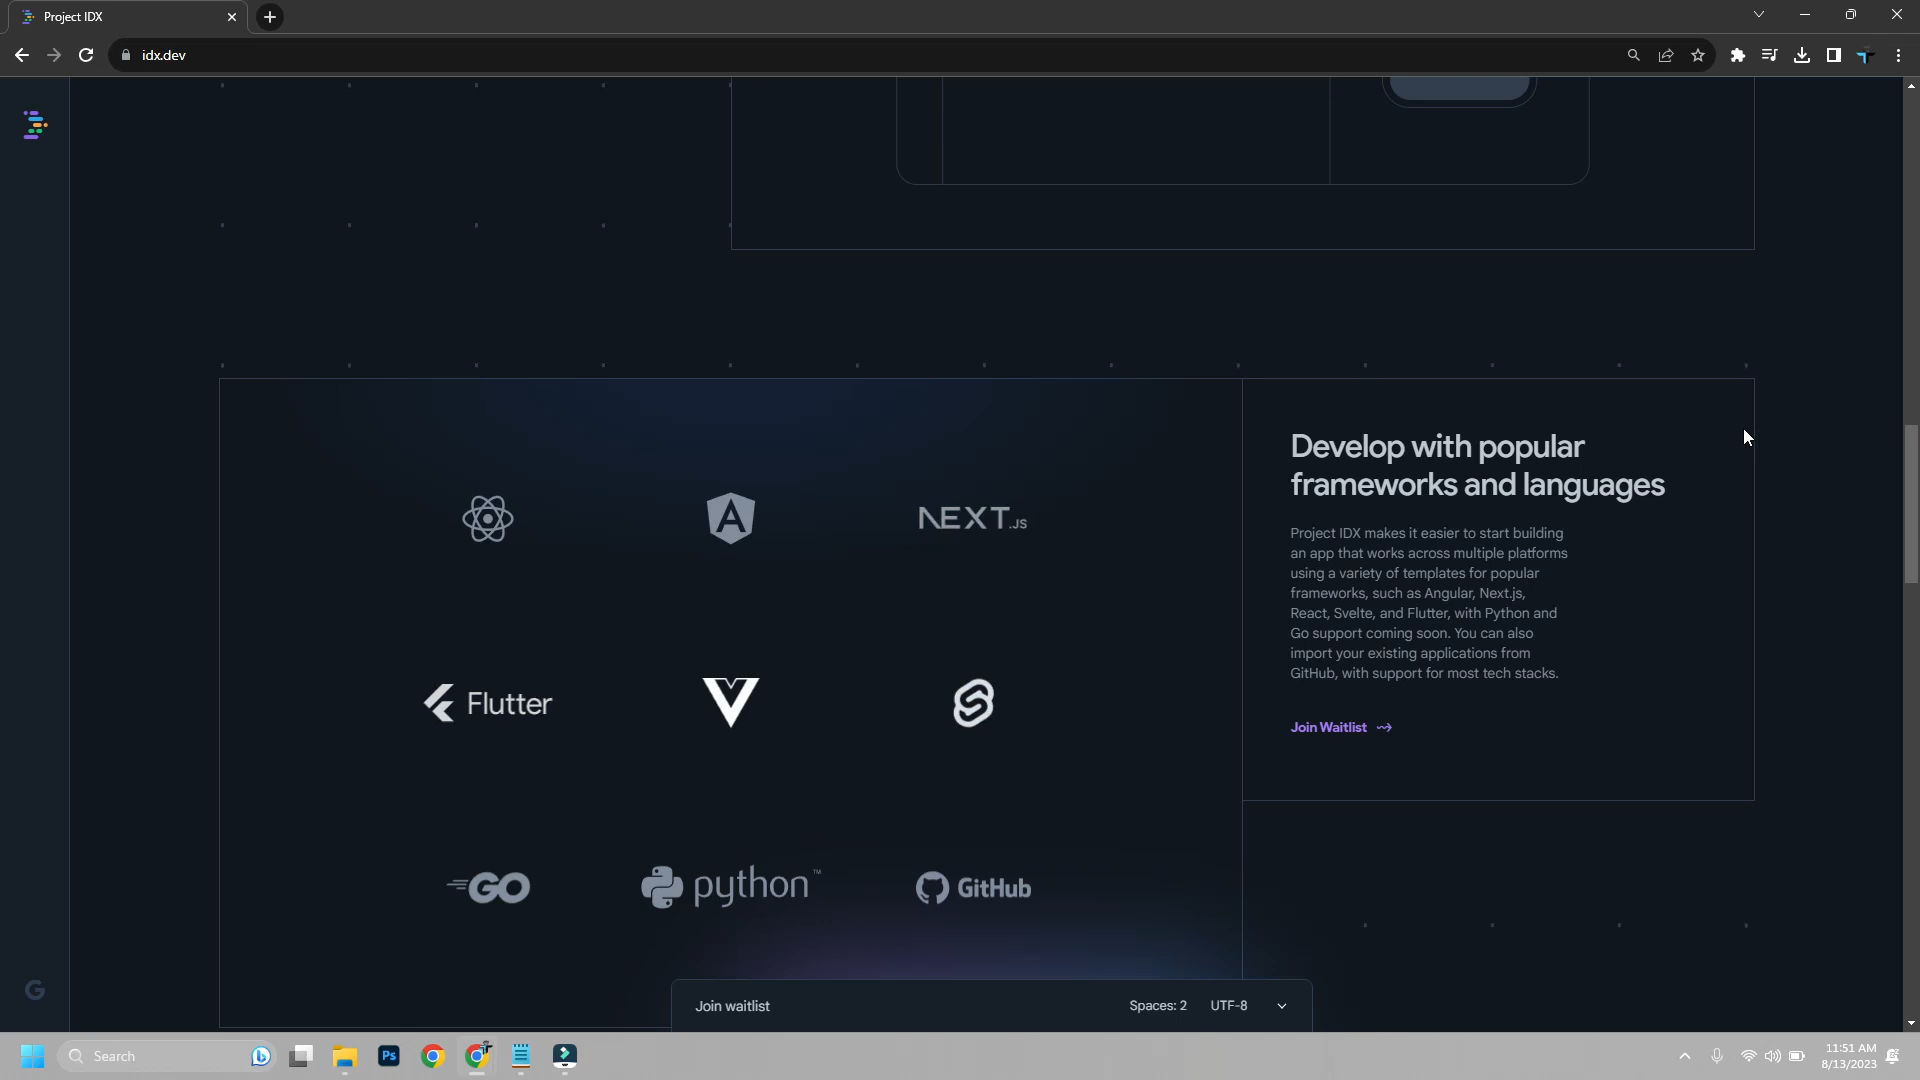 Project IDX
idx.dev
Develop with popular
frameworks and languages
Project IDX makes it easier to start building
an app that works across multiple platforms
using a variety of templates for popular
frameworks, such as Angular, Next.js,
React, Svelte, and Flutter, with Python and
Go support coming soon. You can also
import your existing applications from
GitHub, with support for most tech stacks.
Join Waitlist
A NEXT.JS
Flutter
GO python™ GitHub
G
Join waitlist Spaces: 2 UTF-8
Search b Ps
11:51 AM
8/13/2023